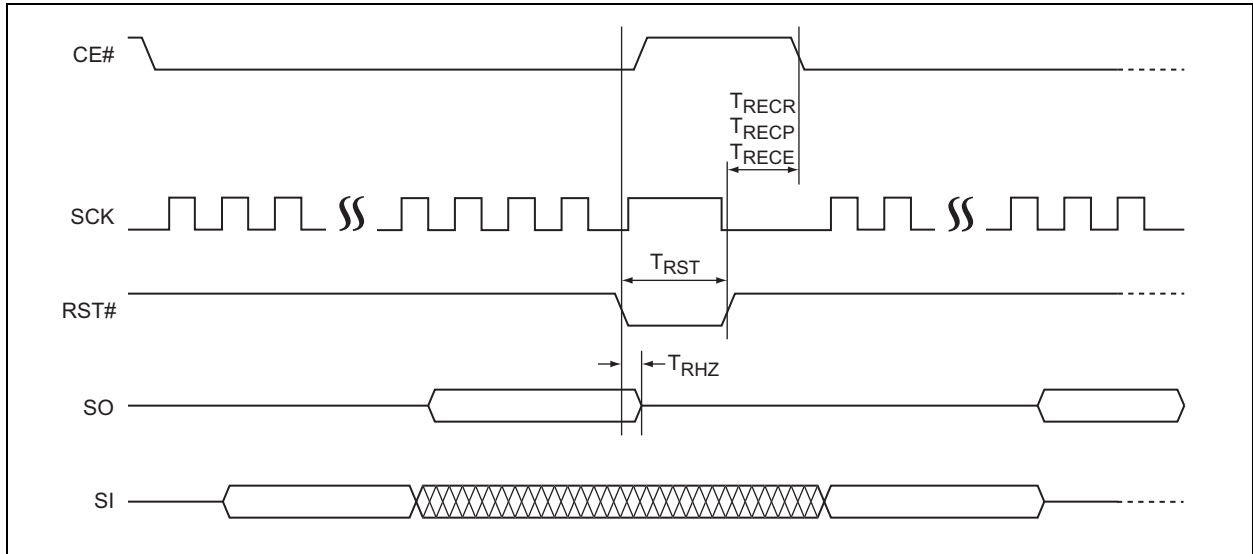 CE#
TRECR
TRECP
TRECE
SCK
TRST
RST#
TRHZ
SO
SI